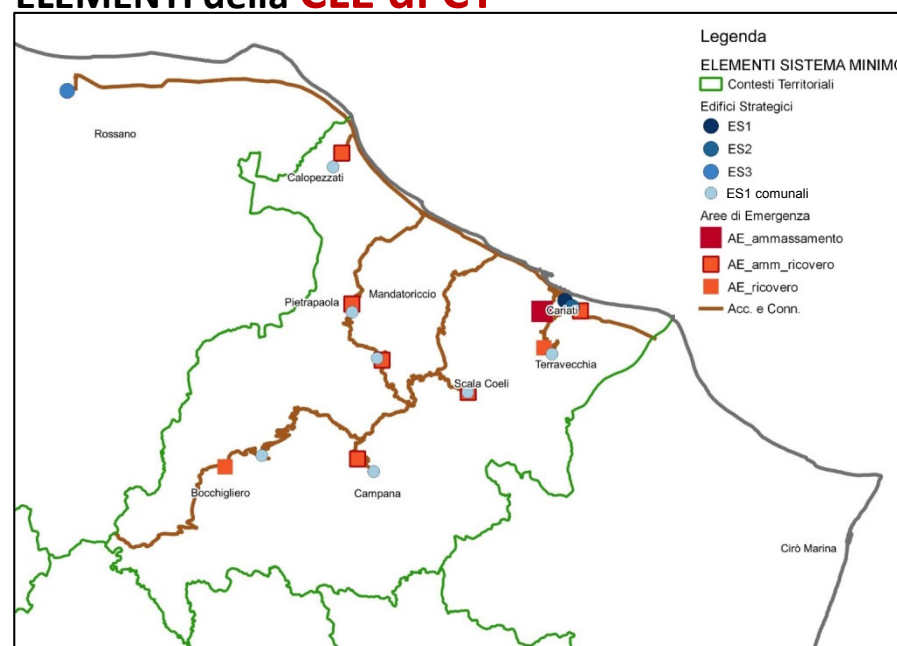 ELEMENTI della CLE di CT
Legenda
ELEMENTI SISTEMA MINIMO
Contesti Territoriali
Edifici Strategici
ES1
ES2
ES3
ES1 comunali
Aree di Emergenza
AE_ammassamento
AE_amm_ricovero
AE_ricovero
Acc. e Conn.
Rossano
Calopezzati
Pietrapaola
Mandatoriccio
Cariati
Terravecchia
Scala Coeli
Bocchigliero
Campana
Cirò Marina